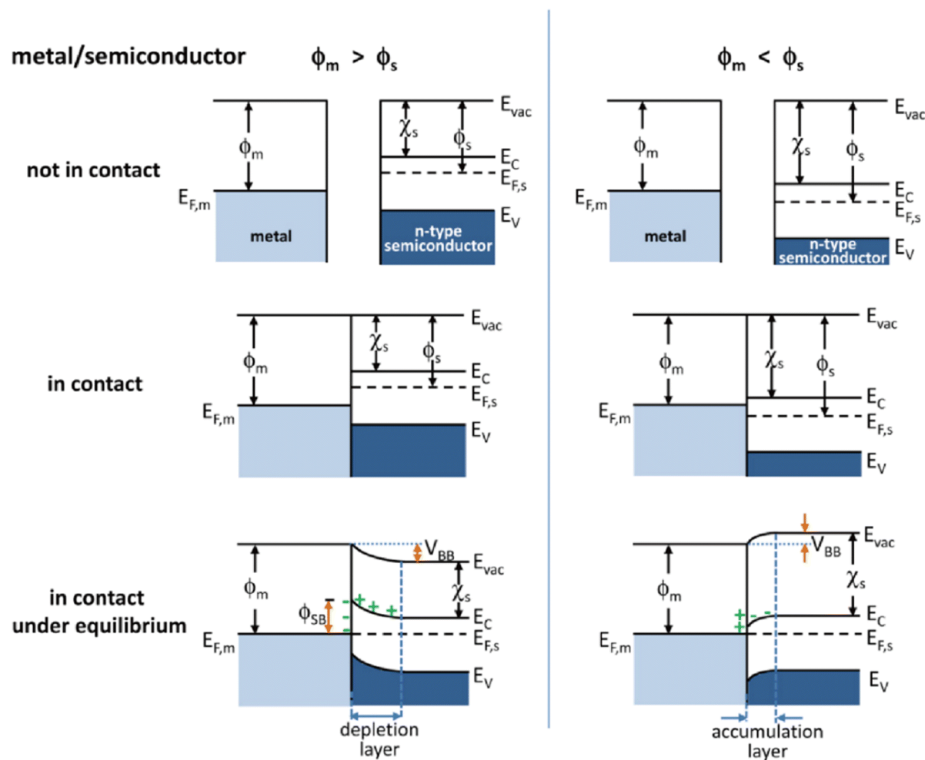 metal/semiconductor
ϕm > ϕs
ϕm < ϕs
not in contact
ϕm
EF,m
metal
χs
ϕs
Evac
EC
EF,s
EV
n-type
semiconductor
ϕm
EF,m
metal
χs
ϕs
Evac
EC
EF,s
EV
n-type
semiconductor
in contact
ϕm
EF,m
χs
ϕs
Evac
EC
EF,s
EV
ϕm
EF,m
χs
ϕs
Evac
EC
EF,s
EV
in contact
under equilibrium
ϕm
EF,m
ϕSB
- + + +
-
-
VBB
Evac
χs
EC
EF,s
EV
depletion
layer
ϕm
EF,m
+ - -
+
VBB
Evac
χs
EC
EF,s
EV
accumulation
layer